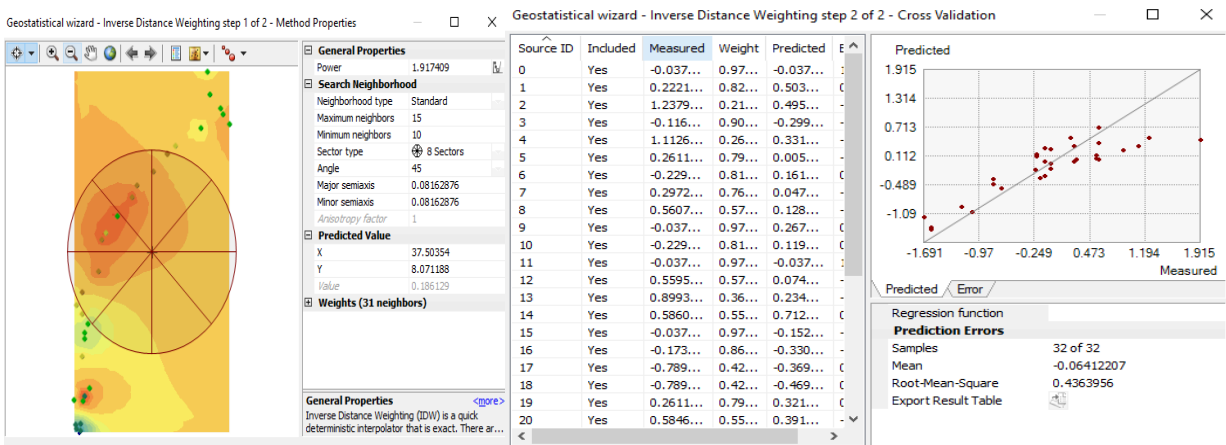 Geostatistical wizard - Inverse Distance Weighting step 1 of 2 - Method Properties
General Properties
Power 1.917409
Search Neighborhood
Neighborhood type Standard
Maximum neighbors 15
Minimum neighbors 10
Sector type 8 Sectors
Angle 45
Major semiaxis 0.08162876
Minor semiaxis 0.08162876
Anisotropy factor 1
Predicted Value
X 37.50354
Y 8.071188
Value 0.186129
Weights (31 neighbors)
General Properties <more>
Inverse Distance Weighting (IDW) is a quick
deterministic interpolator that is exact. There ar...
Geostatistical wizard - Inverse Distance Weighting step 2 of 2 - Cross Validation
Source ID Included Measured Weight Predicted
0 Yes -0.037... 0.97... -0.037...
1 Yes 0.2221... 0.82... 0.503...
2 Yes 1.2379... 0.21... 0.495...
3 Yes -0.116... 0.90... -0.299...
4 Yes 1.1126... 0.26... 0.331...
5 Yes 0.2611... 0.79... 0.005...
6 Yes -0.229... 0.81... 0.161...
7 Yes 0.2972... 0.76... 0.047...
8 Yes 0.5607... 0.57... 0.128...
9 Yes -0.037... 0.97... 0.267...
10 Yes -0.229... 0.81... 0.119...
11 Yes -0.037... 0.97... -0.037...
12 Yes 0.5595... 0.57... 0.074...
13 Yes 0.8993... 0.36... 0.234...
14 Yes 0.5860... 0.55... 0.712...
15 Yes -0.037... 0.97... -0.152...
16 Yes -0.173... 0.86... -0.330...
17 Yes -0.789... 0.42... -0.369...
18 Yes -0.789... 0.42... -0.469...
19 Yes 0.2611... 0.79... 0.321...
20 Yes 0.5846... 0.55... 0.391...
Predicted
1.915
1.314
0.713
0.112
-0.489
-1.09
-1.691 -0.97 -0.249 0.473 1.194 1.915
Measured
Predicted Error
Regression function
Prediction Errors
Samples 32 of 32
Mean -0.06412207
Root-Mean-Square 0.4363956
Export Result Table